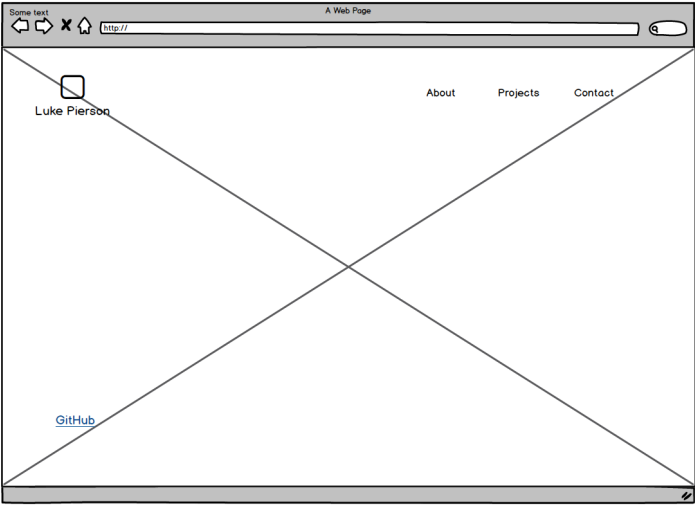 Some text
A Web Page
http://
About
Projects
Contact
Luke Pierson
GitHub